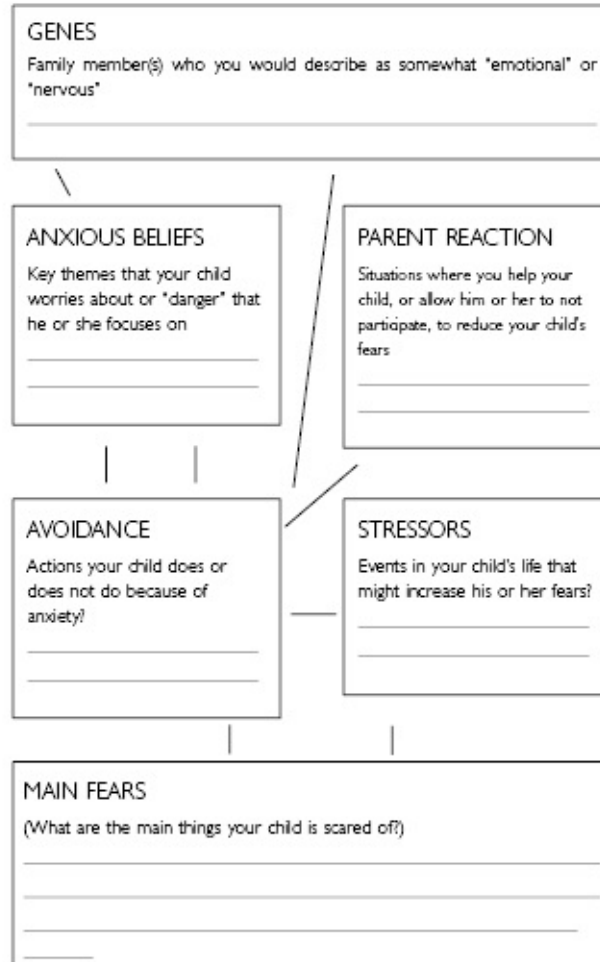 GENES
Family member(s) who you would describe as somewhat "emotional" or
"nervous"
ANXIOUS BELIEFS
Key themes that your child
worries about or "danger" that
he or she focuses on
PARENT REACTION
Situations where you help your
child, or allow him or her to not
participate, to reduce your child's
fears
AVOIDANCE
Actions your child does or
does not do because of
anxiety?
STRESSORS
Events in your child's life that
might increase his or her fears?
MAIN FEARS
(What are the main things your child is scared of?)